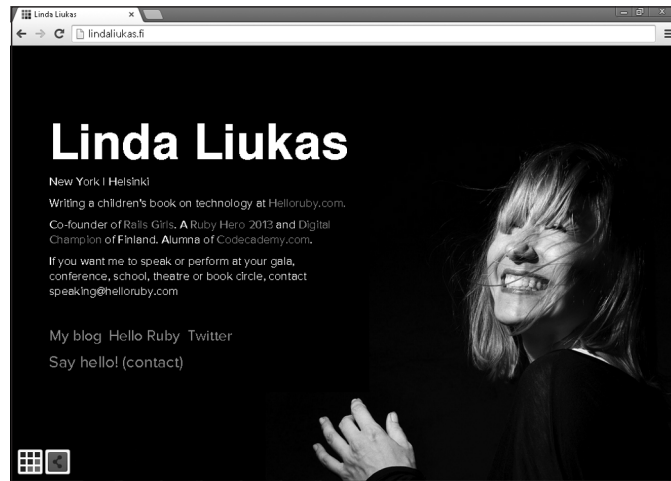 Linda Liukas
lindaliukas.fi
Linda Liukas
New York | Helsinki
Writing a children's book on technology at Helloruby.com.
Co-founder of Rails Girls. A Ruby Hero 2013 and Digital
Champion of Finland. Alumna of Codecademy.com.
If you want me to speak or perform at your gala,
conference, school, theatre or book circle, contact
speaking@helloruby.com
My blog Hello Ruby Twitter
Say hello! (contact)